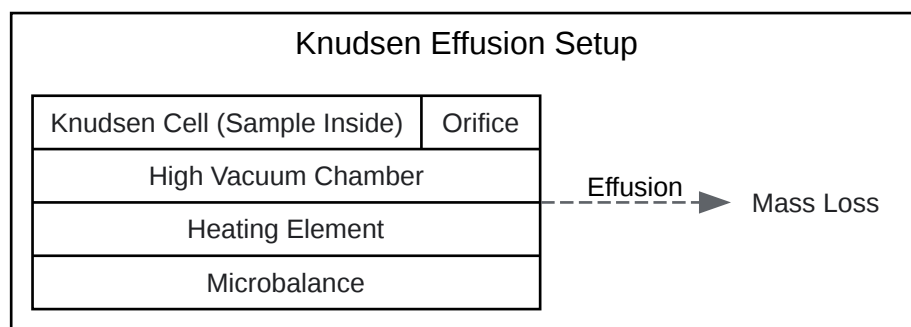 Knudsen Effusion Setup
Knudsen Cell (Sample Inside) Orifice
High Vacuum Chamber
Effusion
Mass Loss
Heating Element
Microbalance